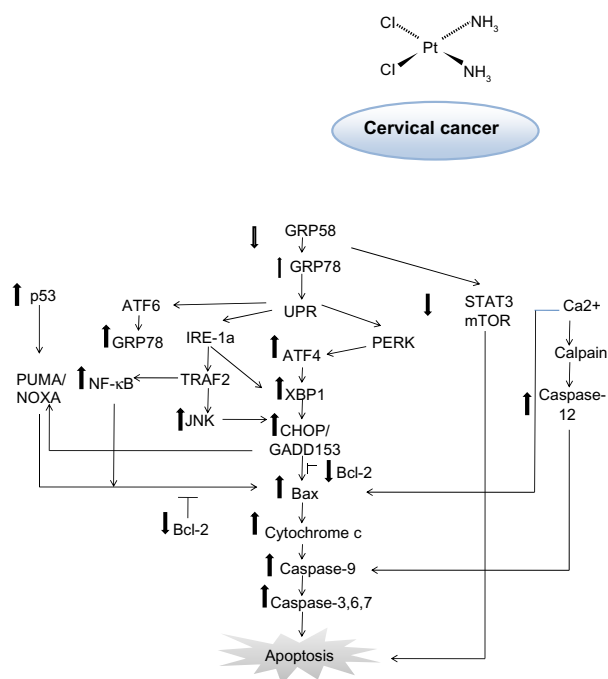 Cl
NH3
Pt
Cl
NH3
Cervical cancer
GRP58
GRP78
UPR
p53
ATF6
GRP78
IRE-1a
ATF4
PERK
STAT3
mTOR
Ca2+
Calpain
Caspase-
12
PUMA/
NOXA
NF-κB
TRAF2
XBP1
JNK
CHOP/
GADD153
Bcl-2
Bax
Bcl-2
Cytochrome c
Caspase-9
Caspase-3,6,7
Apoptosis